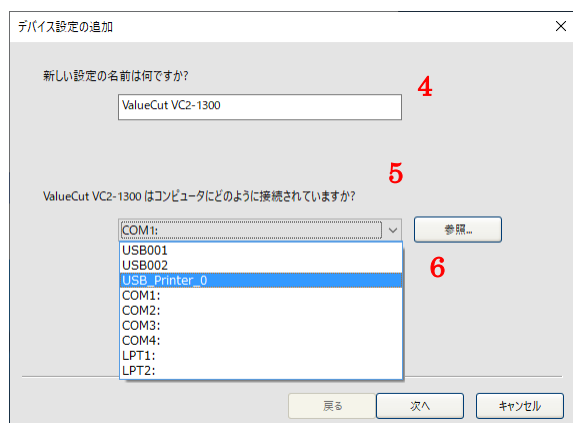 デバイス設定の追加
新しい設定の名前は何ですか?
4
ValueCut VC2-1300
5
ValueCut VC2-1300 はコンピュータにどのように接続されていますか?
COM1:
参照...
USB001
USB002
6
USB_Printer_0
COM1:
COM2:
COM3:
COM4:
LPT1:
LPT2:
戻る
次へ
キャンセル